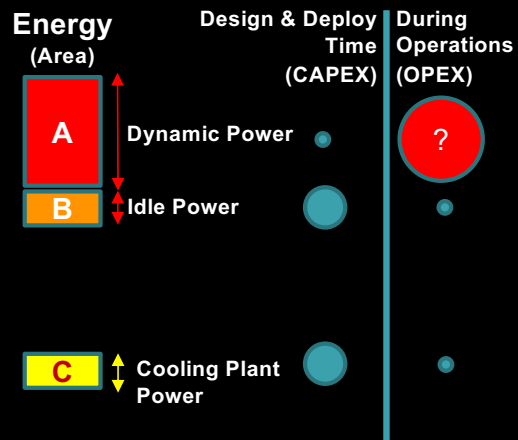 Energy
(Area)
Design & Deploy
Time
(CAPEX)
During
Operations
(OPEX)
A
Dynamic Power
?
B
Idle Power
C
Cooling Plant
Power